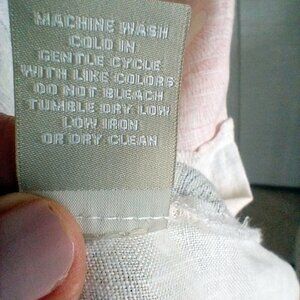 MACHINE WASH
COLD IN
GENTLE CYCLE
WITH LIKE COLORS
DO NOT BLEACH
TUMBLE DRY LOW
LOW IRON
OR DRY CLEAN